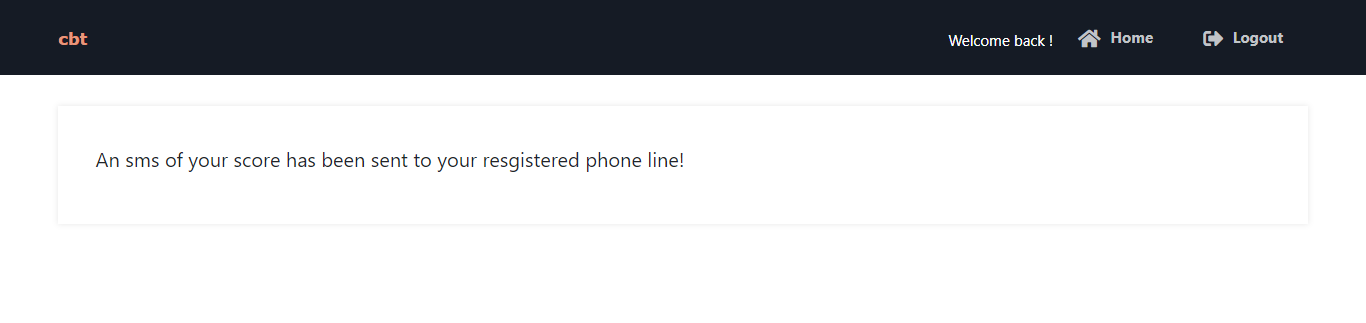 cbt
Welcome back !
Home
Logout
An sms of your score has been sent to your resgistered phone line!